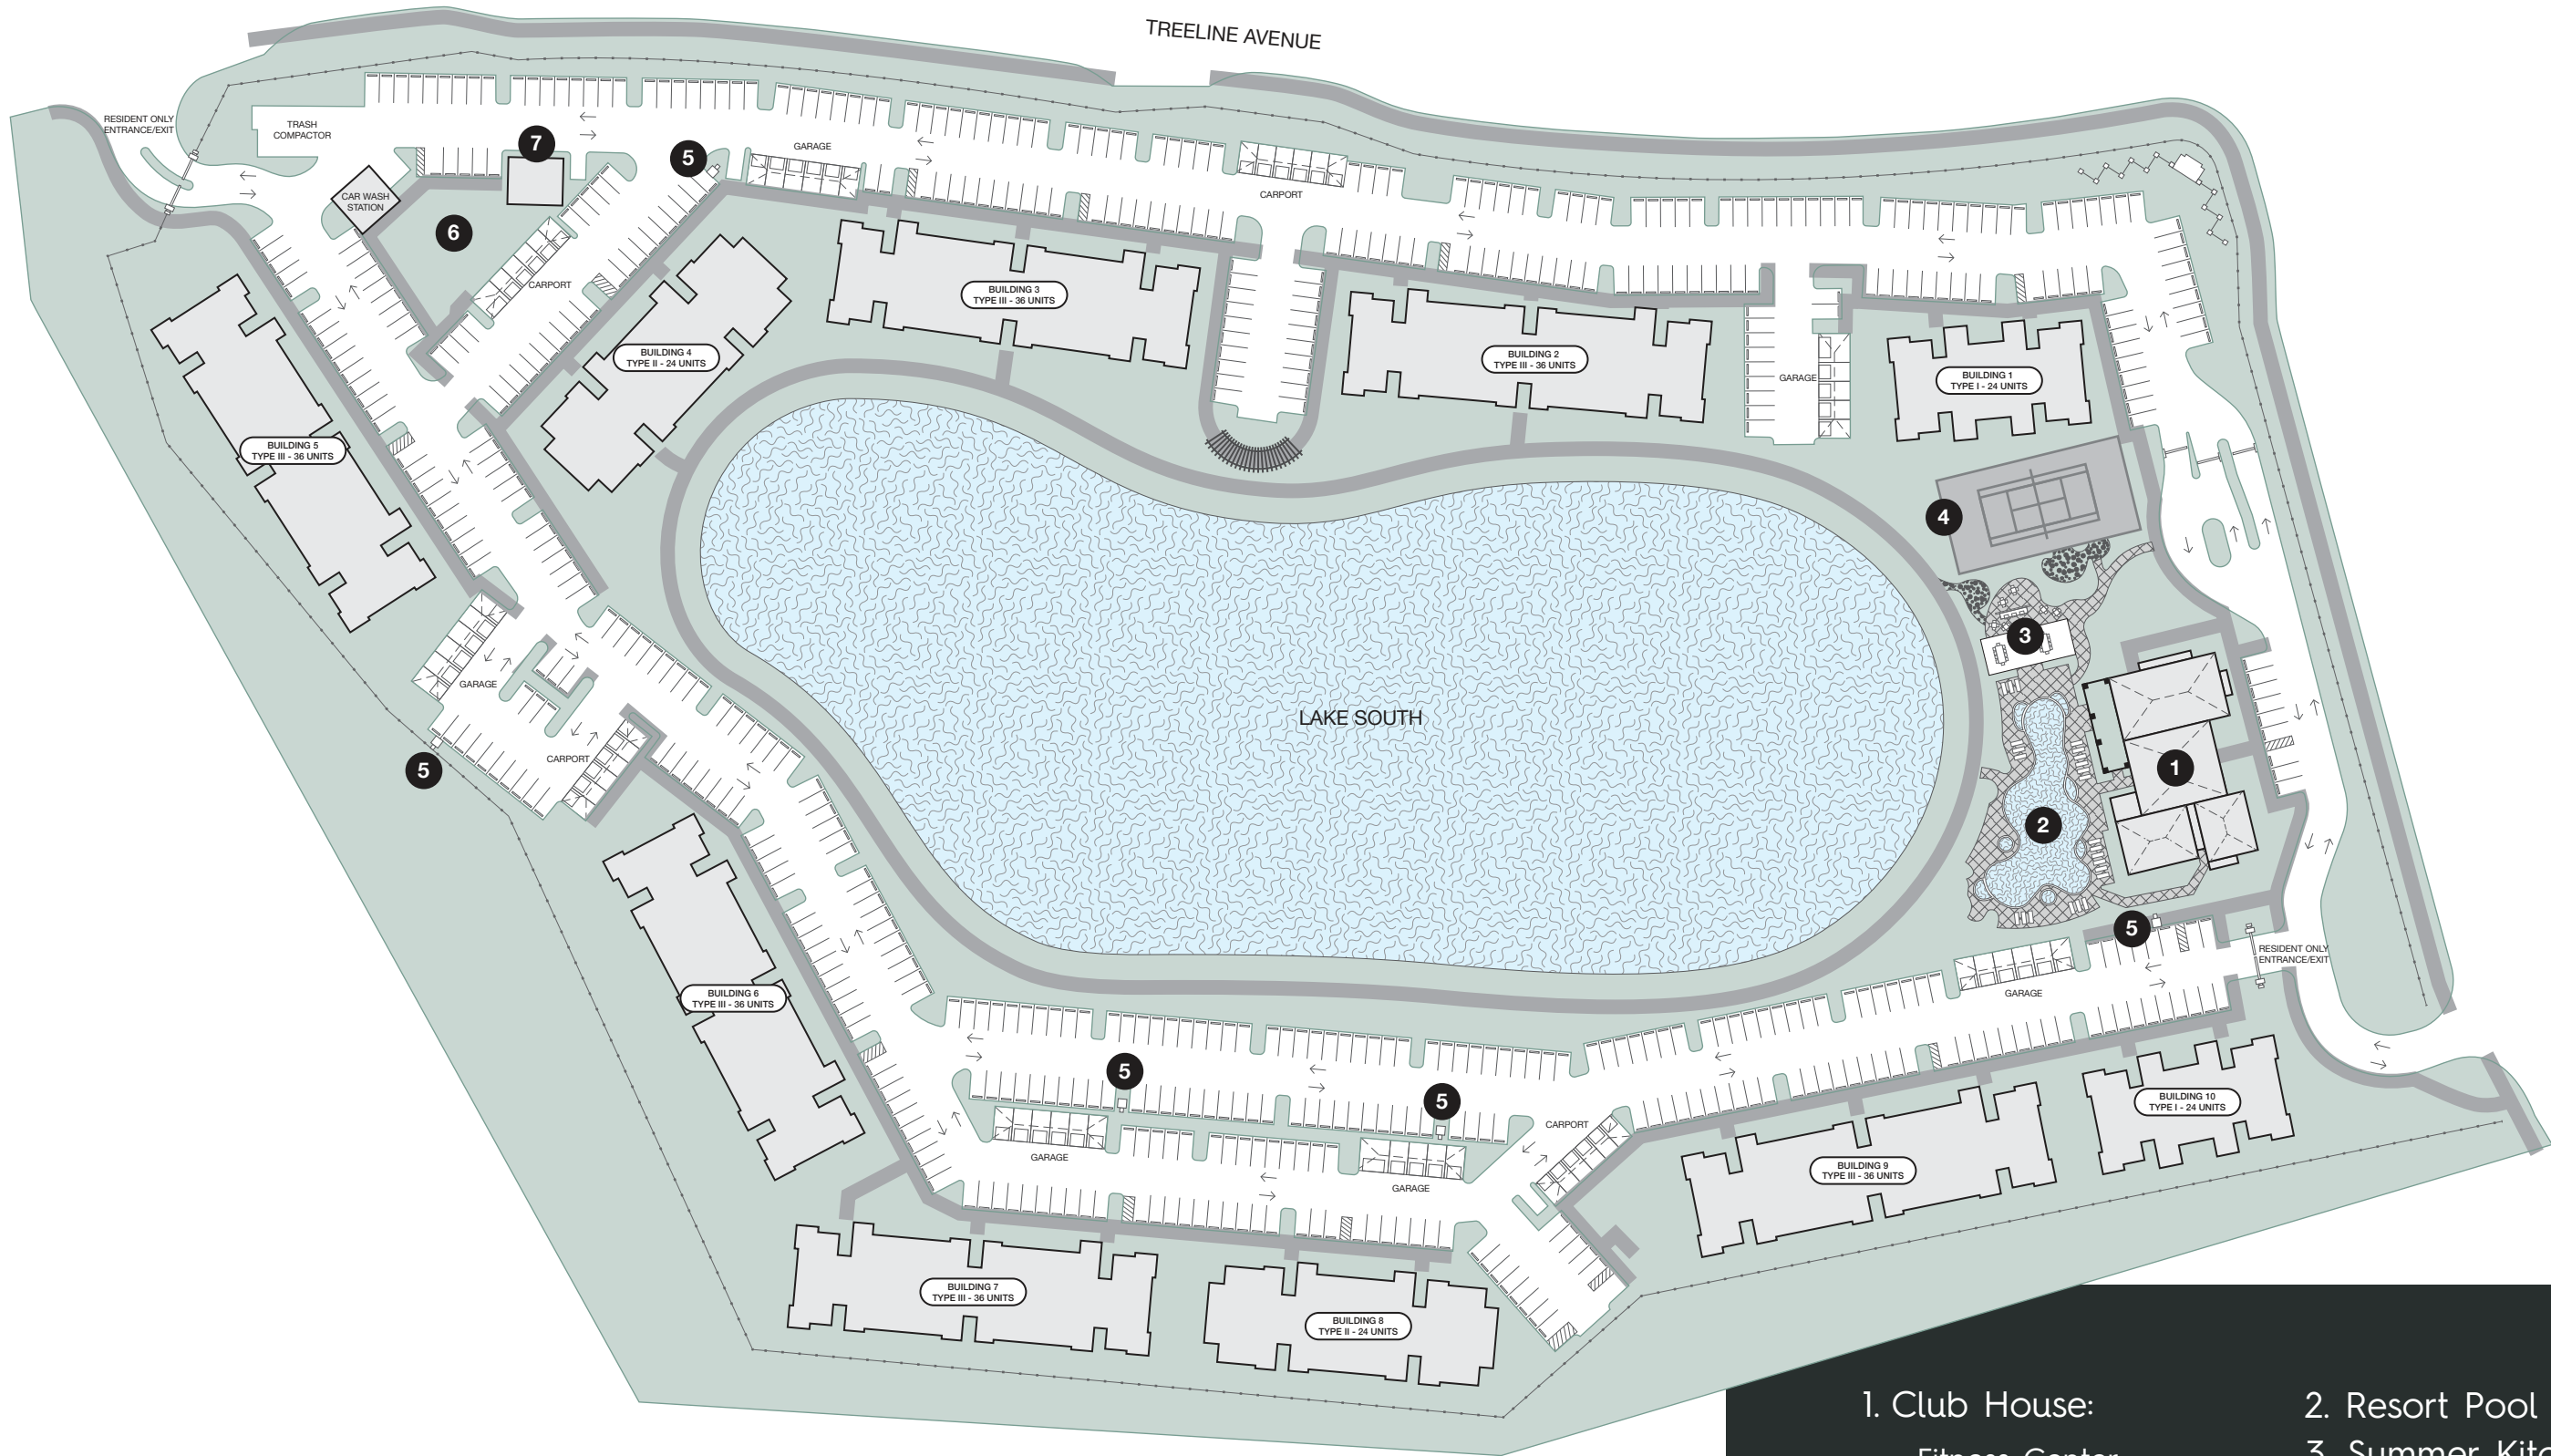 TREELINE AVENUE
RESIDENT ONLY
ENTRANCE/EXIT
TRASH
COMPACTOR
7
5
GARAGE
CARPORT
CAR WASH
STATION
6
CARPORT
BUILDING 3
TYPE III - 36 UNITS
BUILDING 4
TYPE II - 24 UNITS
BUILDING 2
TYPE III - 36 UNITS
GARAGE
BUILDING 1
TYPE I - 24 UNITS
BUILDING 5
TYPE III - 36 UNITS
4
3
GARAGE
LAKE SOUTH
CARPORT
5
1
2
5
RESIDENT ONLY
ENTRANCE/EXIT
GARAGE
BUILDING 6
TYPE III - 36 UNITS
5
5
BUILDING 10
TYPE I - 24 UNITS
CARPORT
GARAGE
GARAGE
BUILDING 9
TYPE III - 36 UNITS
BUILDING 7
TYPE III - 36 UNITS
BUILDING 8
TYPE II - 24 UNITS
1. Club House:
2. Resort Pool
Fitness Center
3. Summer Kitc